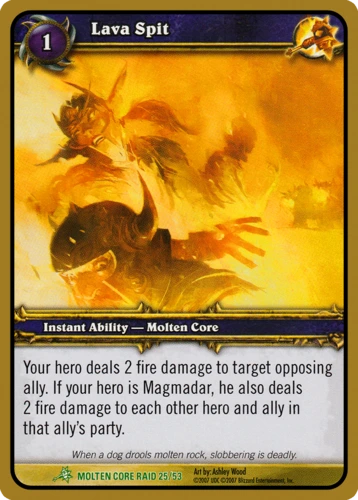 1
Lava Spit
Instant Ability — Molten Core
Your hero deals 2 fire damage to target opposing
ally. If your hero is Magmadar, he also deals
2 fire damage to each other hero and ally in
that ally's party.
When a dog drools molten rock, slobbering is deadly.
MOLTEN CORE RAID 25/53
Art by: Ashley Wood
©2007 UDE ©2007 Blizzard Entertainment, Inc.